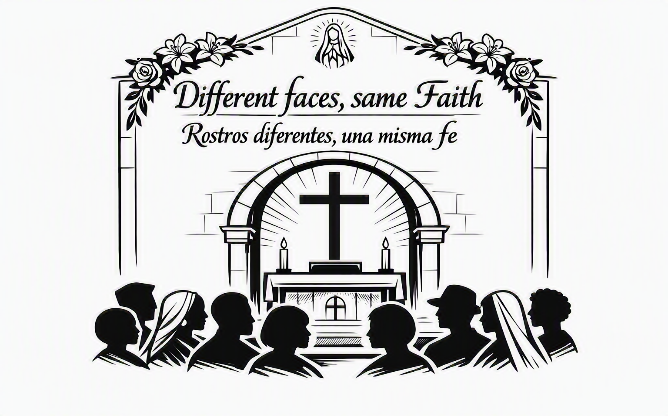 Different faces, same Faith
Rostros diferentes, una misma fe